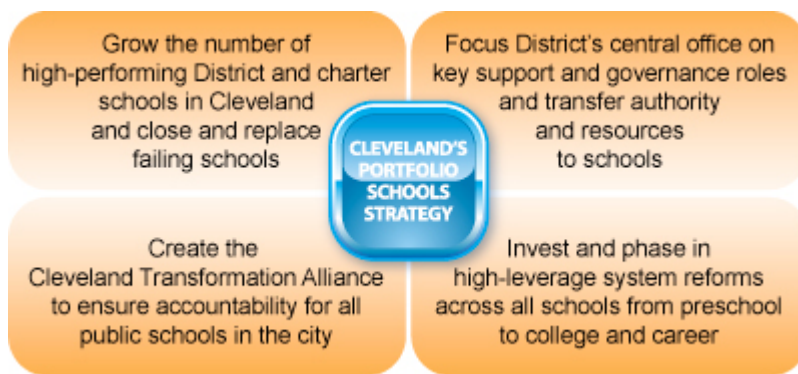 Grow the number of
high-performing District and charter
schools in Cleveland
and close and replace
failing schools
Focus District's central office on
key support and governance roles
and transfer authority
and resources
to schools
CLEVELAND'S
PORTFOLIO
SCHOOLS
STRATEGY
Create the
Cleveland Transformation Alliance
to ensure accountability for all
public schools in the city
Invest and phase in
high-leverage system reforms
across all schools from preschool
to college and career